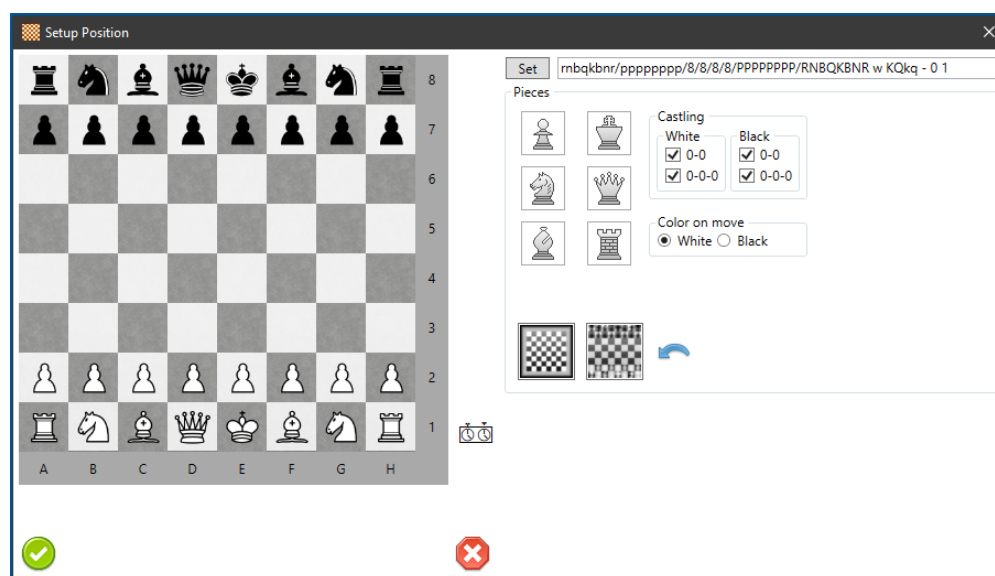 Setup Position
Set rnbqkbnr/pppppppp/8/8/8/8/PPPPPPPP/RNBQKBNR w KQkq - 0 1
Pieces
Castling
White Black
0-0 0-0
0-0-0 0-0-0
Color on move
White Black
8
7
6
5
4
3
2
1
A B C D E F G H